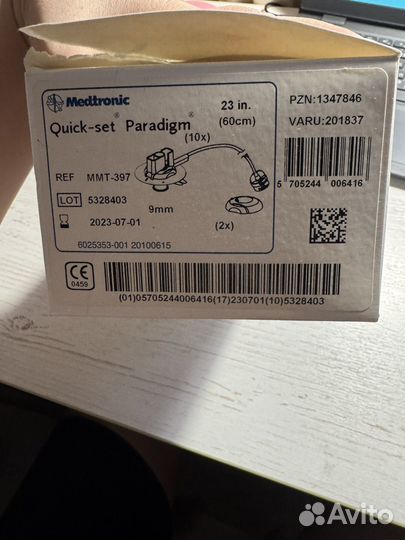 Medtronic
Quick-set® Paradigm®
(10x)
23 in.
(60cm)
PZN:1347846
VARU:201837
REF MMT-397
LOT 5328403
2023-07-01
9mm
(2x)
5 705244 006416
6025353-001 20100615
CE
0459
(01)05705244006416(17)230701(10)5328403
Avito